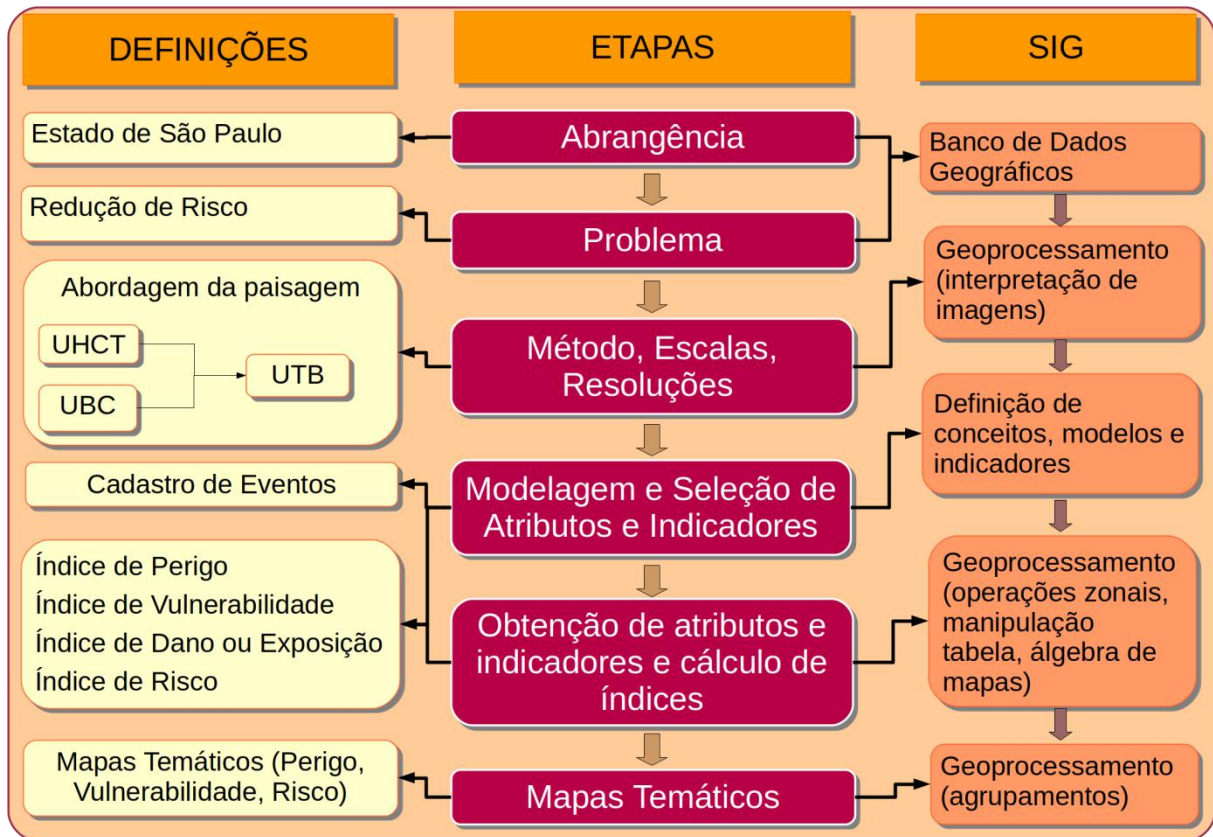 DEFINIÇÕES
ETAPAS
SIG
Estado de São Paulo
Redução de Risco
Abordagem da paisagem
UHCT
UBC
UTB
Cadastro de Eventos
Índice de Perigo
Índice de Vulnerabilidade
Índice de Dano ou Exposição
Índice de Risco
Mapas Temáticos (Perigo,
Vulnerabilidade, Risco)
Abrangência
Problema
Método, Escalas,
Resoluções
Modelagem e Seleção de
Atributos e Indicadores
Obtenção de atributos e
indicadores e cálculo de
índices
Mapas Temáticos
Banco de Dados
Geográficos
Geoprocessamento
(interpretação de
imagens)
Definição de
conceitos, modelos e
indicadores
Geoprocessamento
(operações zonais,
manipulação
tabela, álgebra de
mapas)
Geoprocessamento
(agrupamentos)